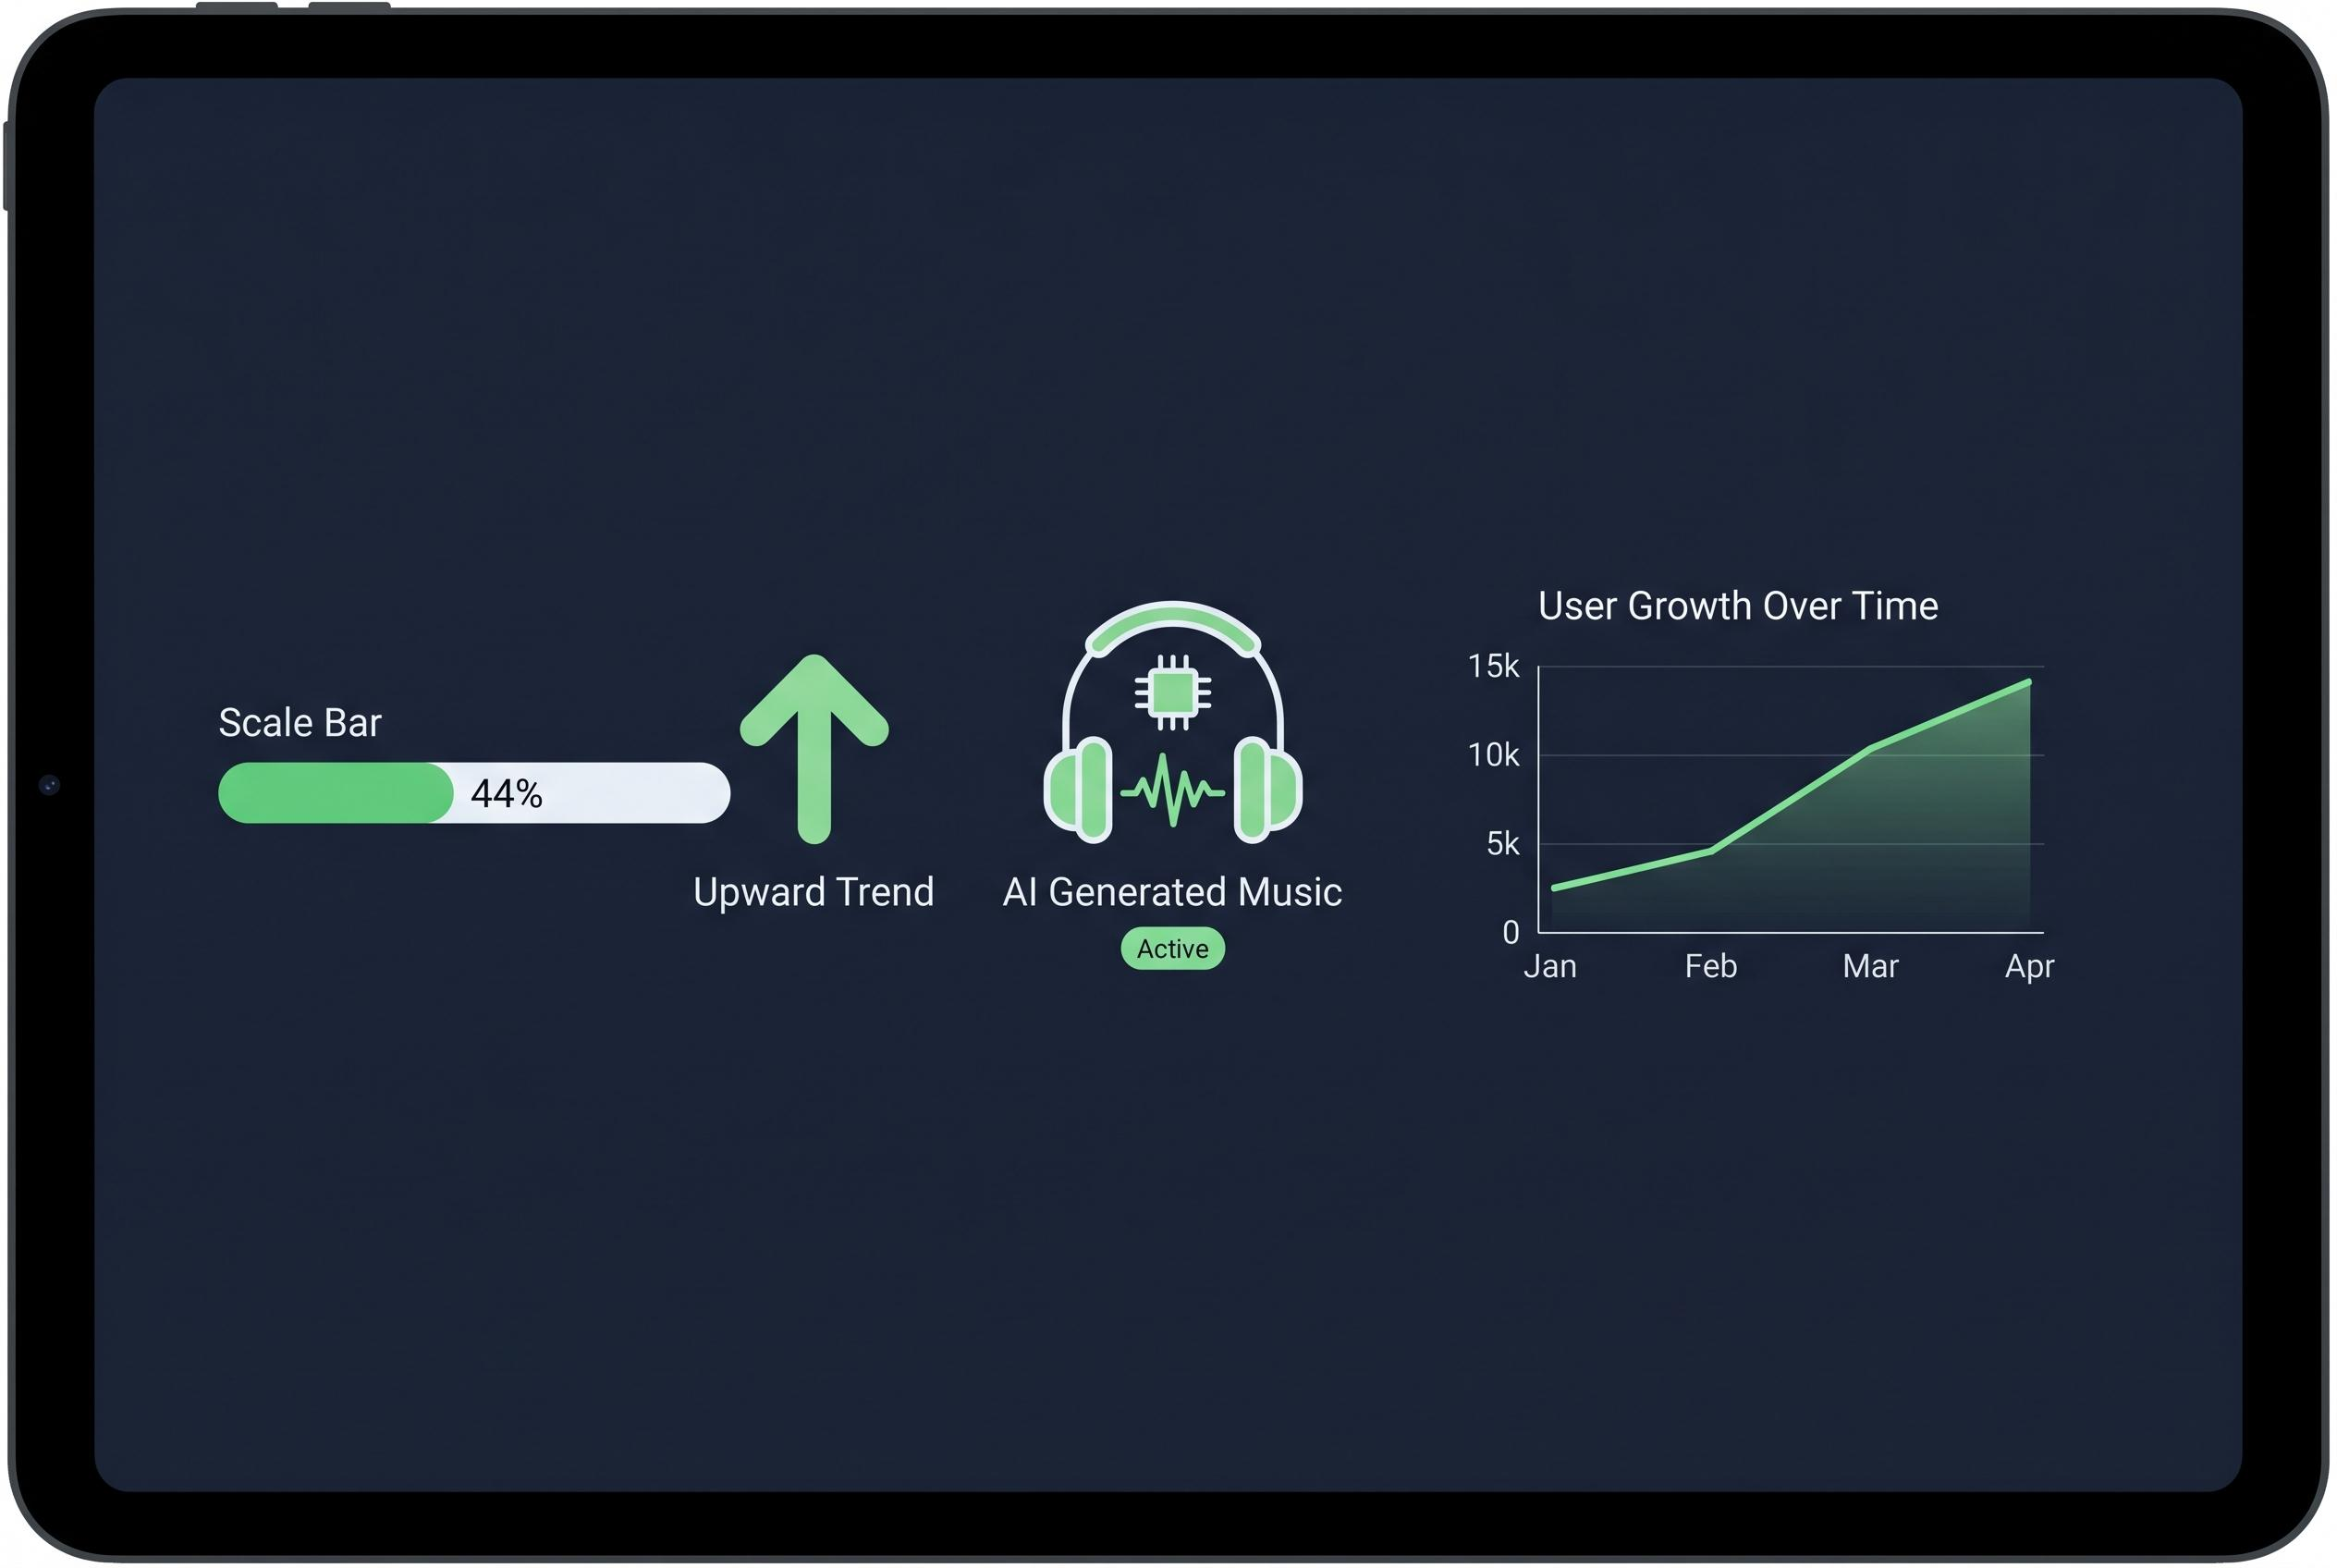 Scale Bar
44%
Upward Trend
AI Generated Music
Active
User Growth Over Time
15k
10k
5k
0
Jan Feb Mar Apr